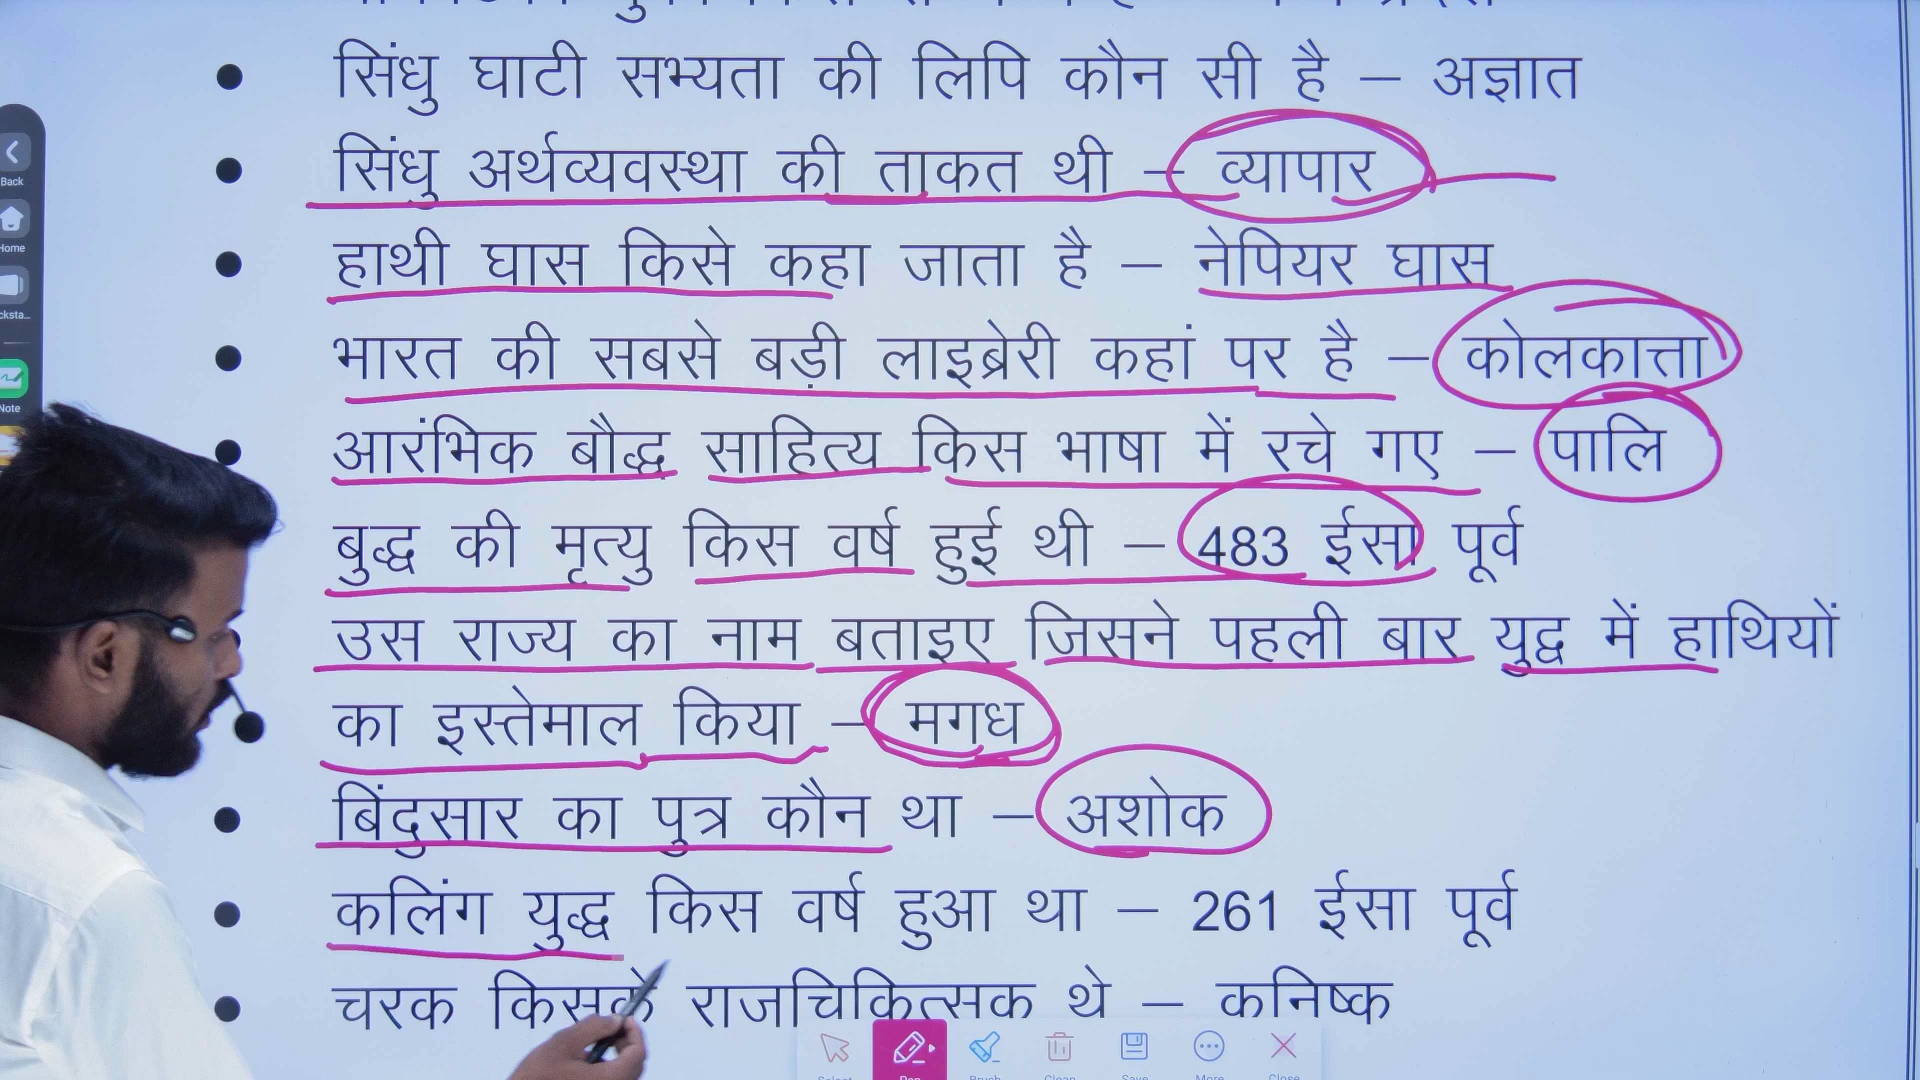 सिंधु घाटी सभ्यता की लिपि कौन सी है – अज्ञात
सिंधु अर्थव्यवस्था की ताकत थी – व्यापार
हाथी घास किसे कहा जाता है – नेपियर घास
भारत की सबसे बड़ी लाइब्रेरी कहां पर है – कोलकात्ता
आरंभिक बौद्ध साहित्य किस भाषा में रचे गए – पालि
बुद्ध की मृत्यु किस वर्ष हुई थी – 483 ईसा पूर्व
उस राज्य का नाम बताइए जिसने पहली बार युद्ध में हाथियों
का इस्तेमाल किया – मगध
बिंदुसार का पुत्र कौन था – अशोक
कलिंग युद्ध किस वर्ष हुआ था – 261 ईसा पूर्व
चरक किसके राजचिकित्सक थे – कनिष्क
Back
Home
cksta...
Note